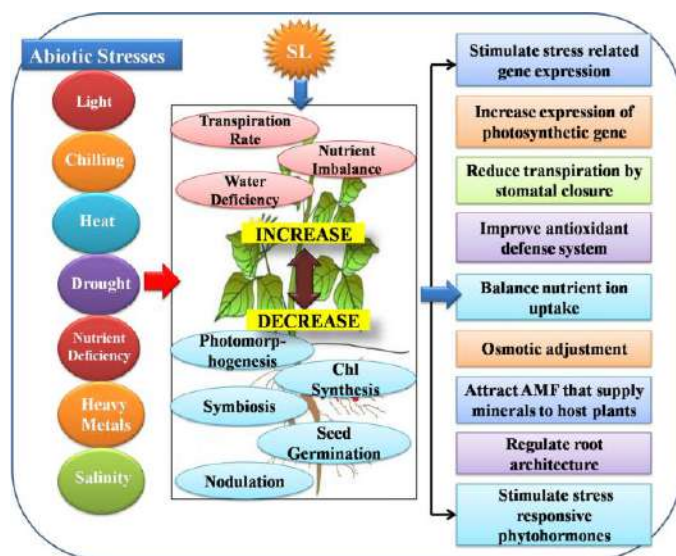 Abiotic Stresses
Light
Chilling
Heat
Drought
Nutrient
Deficiency
Heavy
Metals
Salinity
SL
Transpiration
Rate
Nutrient
Imbalance
Water
Deficiency
INCREASE
DECREASE
Photomorp-
hogenesis
Chl
Synthesis
Symbiosis
Seed
Germination
Nodulation
Stimulate stress related
gene expression
Increase expression of
photosynthetic gene
Reduce transpiration by
stomatal closure
Improve antioxidant
defense system
Balance nutrient ion
uptake
Osmotic adjustment
Attract AMF that supply
minerals to host plants
Regulate root
architecture
Stimulate stress
responsive
phytohormones